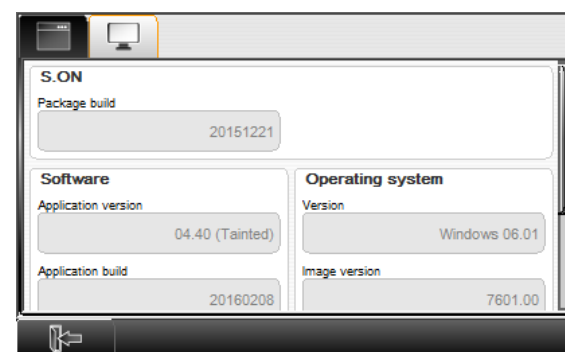 S.ON
Package build
20151221
Software
Application version
04.40 (Tainted)
Application build
20160208
Operating system
Version
Windows 06.01
Image version
7601.00